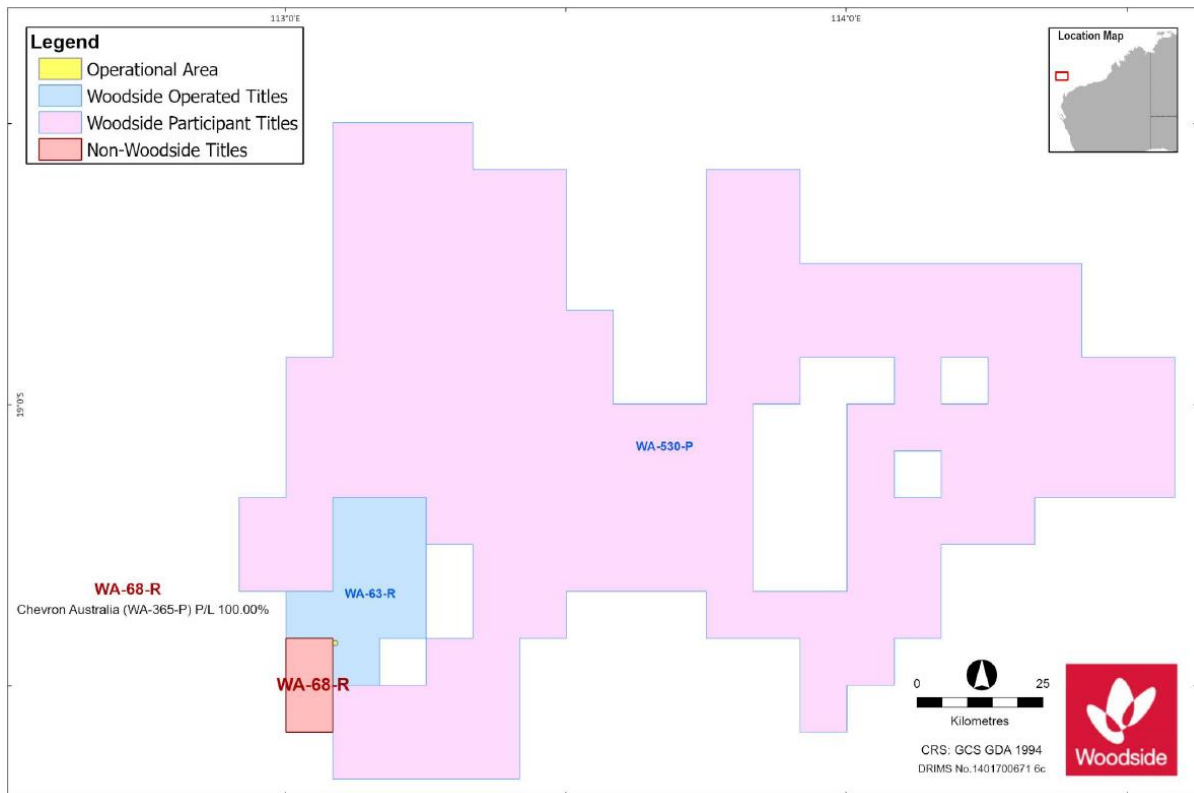 113°0'E
114°0'E
Legend
Operational Area
Woodside Operated Titles
Woodside Participant Titles
Non-Woodside Titles
Location Map
19°0'S
WA-530-P
WA-68-R
Chevron Australia (WA-365-P) P/L 100.00%
WA-63-R
WA-68-R
0 25
Kilometres
CRS: GCS GDA 1994
DRIMS No.1401700671 6c
Woodside